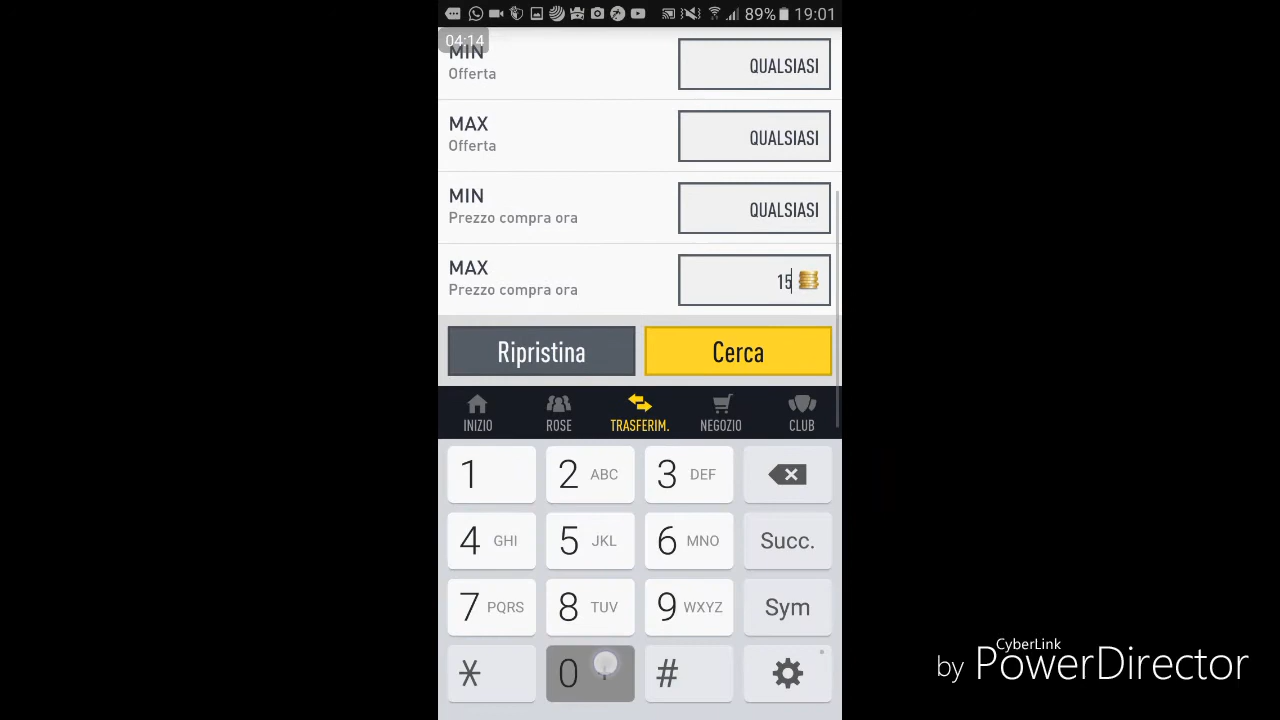 89% 19:01
04:14
MIN
Offerta
QUALSIASI
MAX
Offerta
QUALSIASI
MIN
Prezzo compra ora
QUALSIASI
MAX
Prezzo compra ora
15
Ripristina
Cerca
INIZIO
ROSE
TRASFERIM.
NEGOZIO
CLUB
1
2 ABC
3 DEF
4 GHI
5 JKL
6 MNO
Succ.
7 PQRS
8 TUV
9 WXYZ
Sym
*
0
#
CyberLink
by PowerDirector